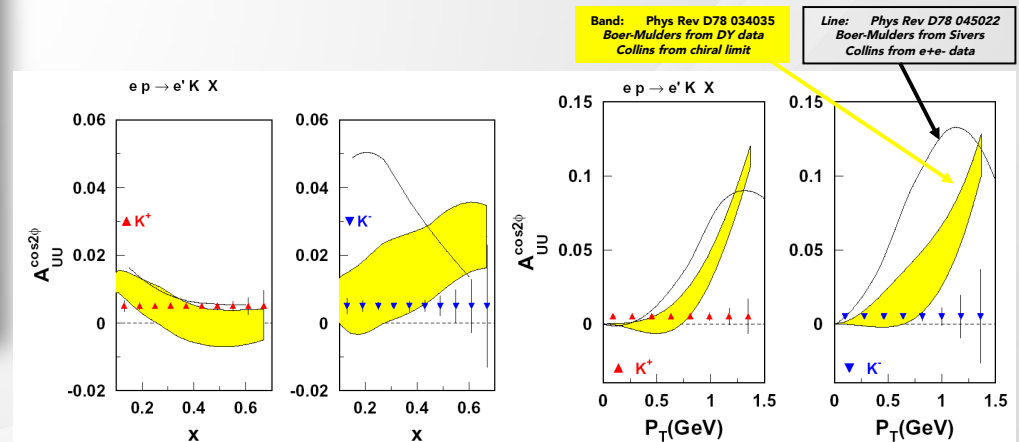 Band: Phys Rev D78 034035
Boer-Mulders from DY data
Collins from chiral limit
Line: Phys Rev D78 045022
Boer-Mulders from Sivers
Collins from e+e- data
e p → e' K X
0.06
0.04
0.02
0
-0.02
A_UU^cos2ϕ
K⁺
0.2
0.4
0.6
x
0.06
0.04
0.02
0
-0.02
K⁻
0.2
0.4
0.6
x
e p → e' K X
0.15
0.1
0.05
0
A_UU^cos2ϕ
K⁺
0
0.5
1
1.5
P_T(GeV)
0.15
0.1
0.05
0
K⁻
0
0.5
1
1.5
P_T(GeV)